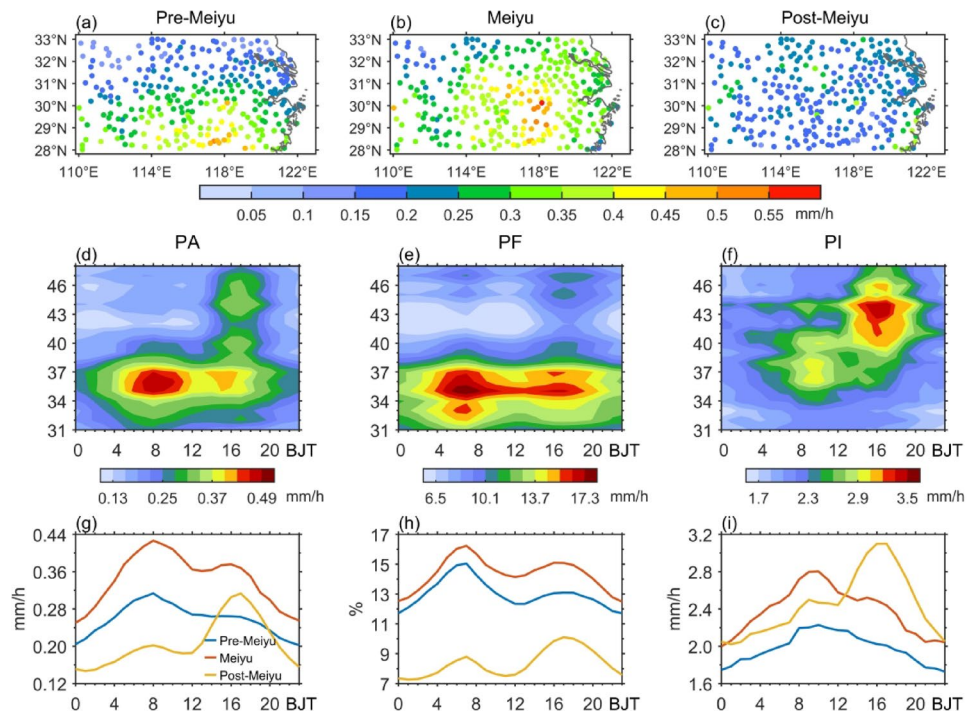 (a) Pre-Meiyu (b) Meiyu (c) Post-Meiyu
33°N 33°N 33°N
32°N 32°N 32°N
31°N 31°N 31°N
30°N 30°N 30°N
29°N 29°N 29°N
28°N 28°N 28°N
110°E 114°E 118°E 122°E 110°E 114°E 118°E 122°E 110°E 114°E 118°E 122°E
0.05 0.1 0.15 0.2 0.25 0.3 0.35 0.4 0.45 0.5 0.55 mm/h
(d) PA (e) PF (f) PI
46 46 46
43 43 43
40 40 40
37 37 37
34 34 34
31 31 31
0 4 8 12 16 20 BJT 0 4 8 12 16 20 BJT 0 4 8 12 16 20 BJT
0.13 0.25 0.37 0.49 mm/h 6.5 10.1 13.7 17.3 mm/h 1.7 2.3 2.9 3.5 mm/h
(g) (h) (i)
0.44 17 3.2
0.36 15 2.8
13
mm/h 0.28 % 11 mm/h 2.4
0.20 Pre-Meiyu 9 2.0
Meiyu
0.12 Post-Meiyu 7 1.6
0 4 8 12 16 20 BJT 0 4 8 12 16 20 BJT 0 4 8 12 16 20 BJT